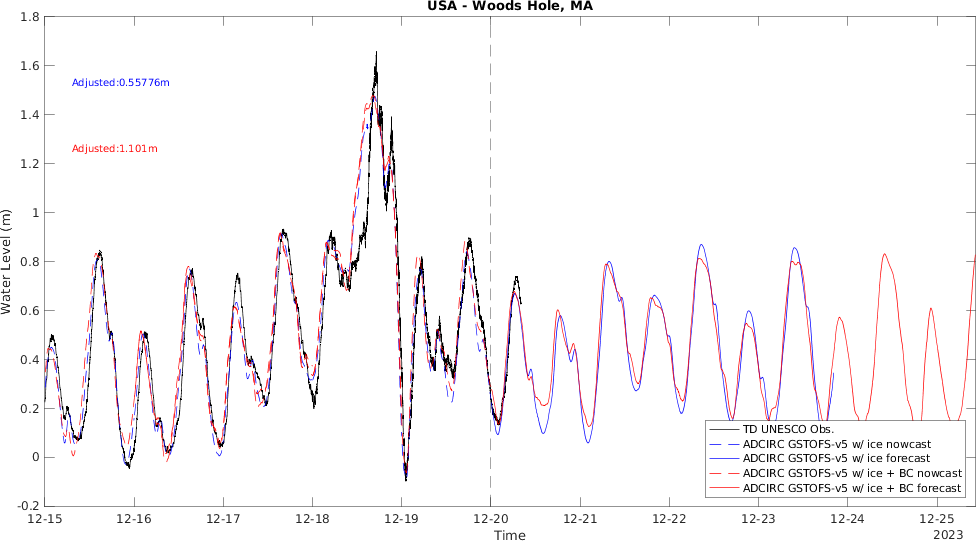 USA - Woods Hole, MA
1.8
1.6
1.4
1.2
1
0.8
0.6
0.4
0.2
0
-0.2
Water Level (m)
Adjusted:0.55776m
Adjusted:1.101m
TD UNESCO Obs.
ADCIRC GSTOFS-v5 w/ ice nowcast
ADCIRC GSTOFS-v5 w/ ice forecast
ADCIRC GSTOFS-v5 w/ ice + BC nowcast
ADCIRC GSTOFS-v5 w/ ice + BC forecast
12-15 12-16 12-17 12-18 12-19 12-20 12-21 12-22 12-23 12-24 12-25
Time
2023